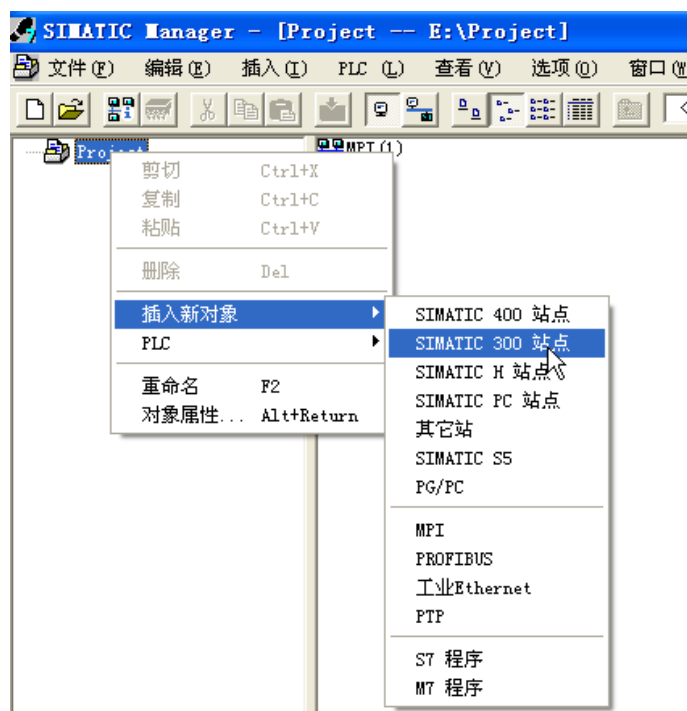 SIMATIC Manager - [Project -- E:\Project]
文件(F) 编辑(E) 插入(I) PLC (L) 查看(V) 选项(O) 窗口(W
Project
MPI(1)
剪切 Ctrl+X
复制 Ctrl+C
粘贴 Ctrl+V
删除 Del
插入新对象
PLC
重命名 F2
对象属性... Alt+Return
SIMATIC 400 站点
SIMATIC 300 站点
SIMATIC H 站点
SIMATIC PC 站点
其它站
SIMATIC S5
PG/PC
MPI
PROFIBUS
工业Ethernet
PTP
S7 程序
M7 程序